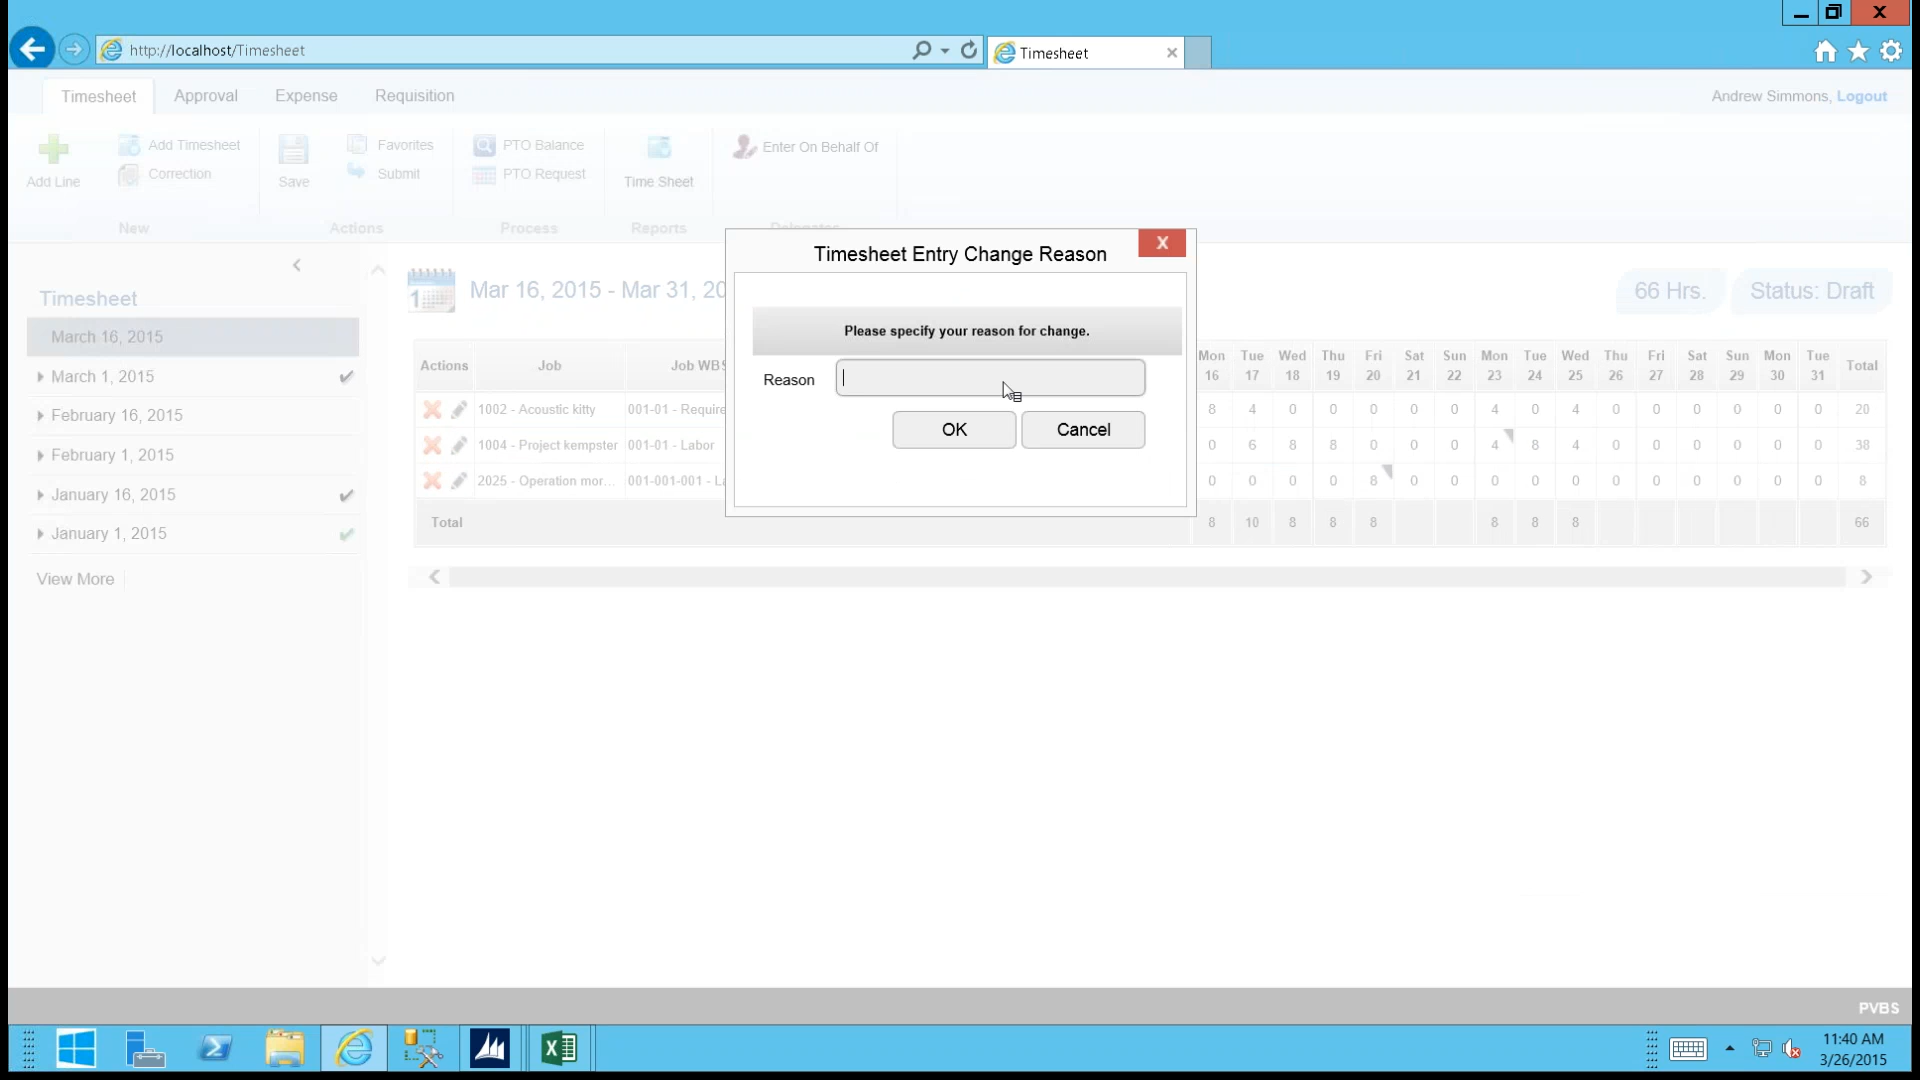 http://localhost/Timesheet
Timesheet
Timesheet Approval Expense Requisition
Andrew Simmons, Logout
Add Line
Add Timesheet
Correction
New
Save
Favorites
Submit
Actions
PTO Balance
PTO Request
Process
Time Sheet
Reports
Enter On Behalf Of
Timesheet Entry Change Reason
X
Please specify your reason for change.
Reason
OK Cancel
Timesheet
March 16, 2015
March 1, 2015
February 16, 2015
February 1, 2015
January 16, 2015
January 1, 2015
View More
1 Mar 16, 2015 - Mar 31, 20
66 Hrs. Status: Draft
Actions Job Job WBS Mon 16 Tue 17 Wed 18 Thu 19 Fri 20 Sat 21 Sun 22 Mon 23 Tue 24 Wed 25 Thu 26 Fri 27 Sat 28 Sun 29 Mon 30 Tue 31 Total
1002 - Acoustic kitty 001-01 - Require 8 4 0 0 0 0 0 4 0 4 0 0 0 0 0 0 20
1004 - Project kempster 001-01 - Labor 0 6 8 8 0 0 0 4 8 4 0 0 0 0 0 0 38
2025 - Operation mor... 001-001-001 - La 0 0 0 0 8 0 0 0 0 0 0 0 0 0 0 0 8
Total 8 10 8 8 8 8 8 8 66
PVBS
11:40 AM
3/26/2015